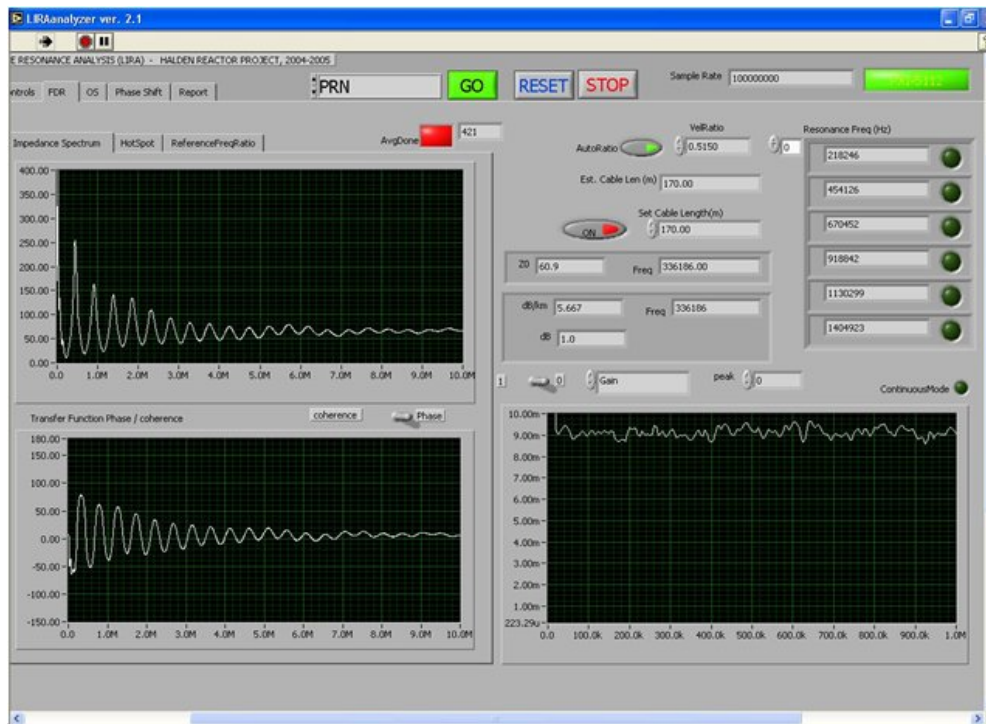 LIRAanalyzer ver. 2.1
E RESONANCE ANALYSIS (LIRA) - HALDEN REACTOR PROJECT, 2004-2005
ntrols FDR OS Phase Shift Report
PRN
GO
RESET
STOP
Sample Rate 100000000
Impedance Spectrum HotSpot ReferenceFreqRatio
AvgDone 421
AutoRatio
VelRatio
0.5150
0
Est. Cable Len (m) 170.00
Set Cable Length(m)
ON
170.00
Z0 60.9 Freq 336186.00
dB/km 5.667 Freq 336186
dB 1.0
Resonance Freq (Hz)
218246
454126
670452
918842
1130299
1404923
400.00
350.00
300.00
250.00
200.00
150.00
100.00
50.00
0.00
0.0 1.0M 2.0M 3.0M 4.0M 5.0M 6.0M 7.0M 8.0M 9.0M 10.0M
1 0 Gain peak 0
ContinuousMode
Transfer Function Phase / coherence
coherence Phase
180.00
150.00
100.00
50.00
0.00
-50.00
-100.00
-150.00
0.0 1.0M 2.0M 3.0M 4.0M 5.0M 6.0M 7.0M 8.0M 9.0M 10.0M
10.00m
9.00m
8.00m
7.00m
6.00m
5.00m
4.00m
3.00m
2.00m
1.00m
223.29u
0.0 100.0k 200.0k 300.0k 400.0k 500.0k 600.0k 700.0k 800.0k 900.0k 1.0M